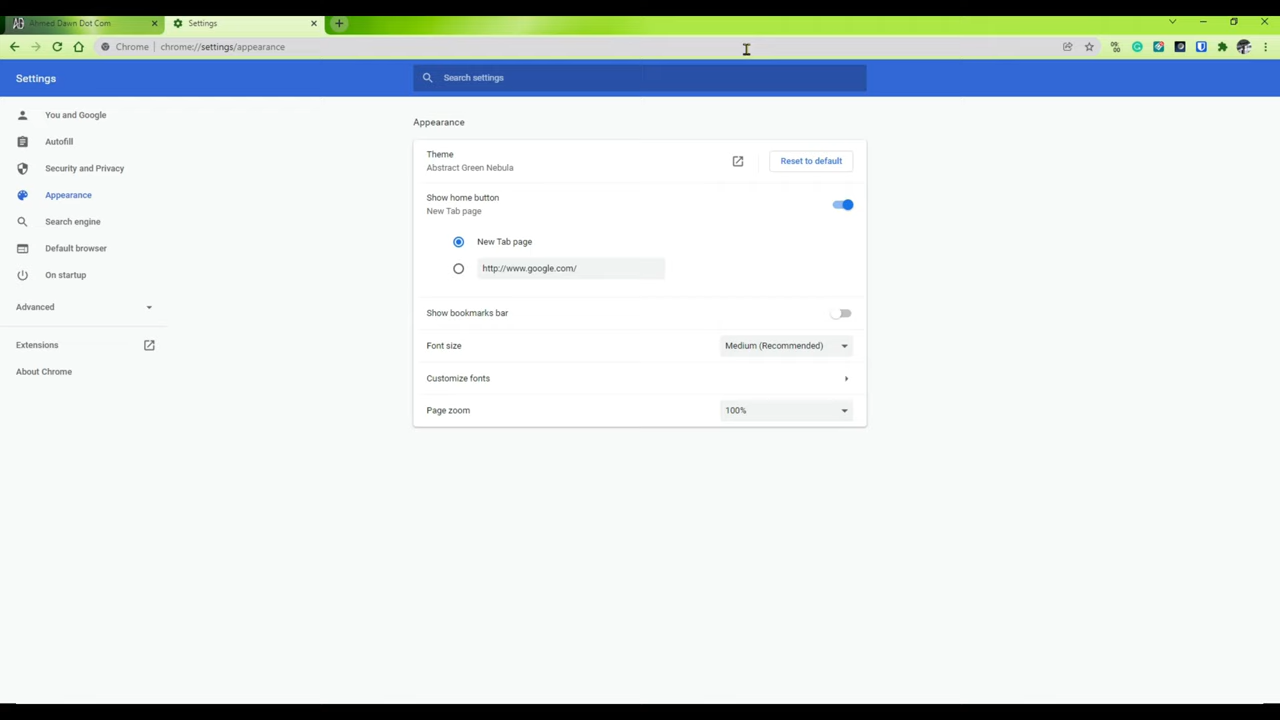 Ahmed Dawn Dot Com
Settings
Chrome
chrome://settings/appearance
Settings
Search settings
You and Google
Autofill
Security and Privacy
Appearance
Search engine
Default browser
On startup
Advanced
Extensions
About Chrome
Appearance
Theme
Abstract Green Nebula
Reset to default
Show home button
New Tab page
New Tab page
http://www.google.com/
Show bookmarks bar
Font size
Medium (Recommended)
Customize fonts
Page zoom
100%